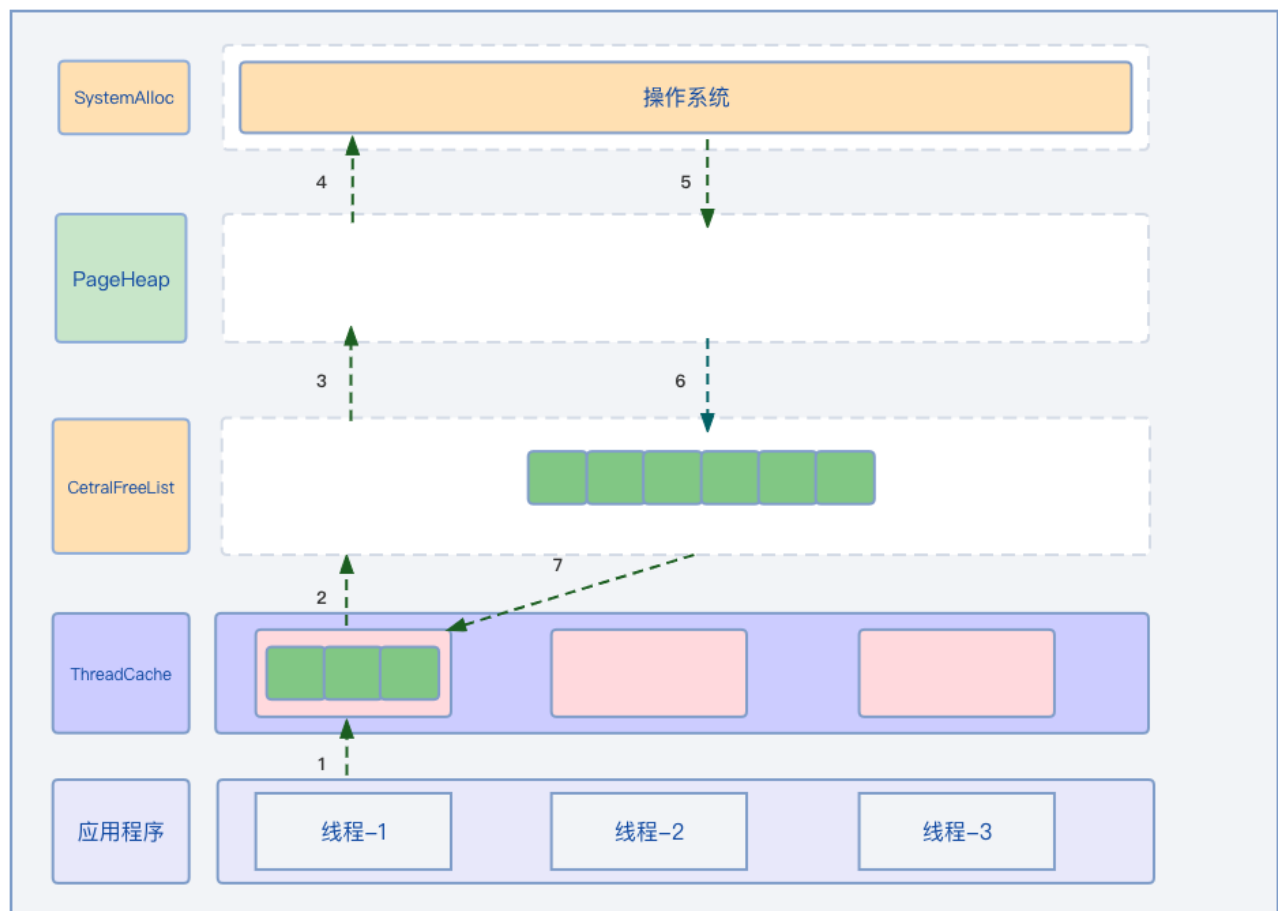 SystemAlloc
操作系统
4
5
PageHeap
3
6
CetralFreeList
7
2
ThreadCache
1
应用程序
线程-1
线程-2
线程-3